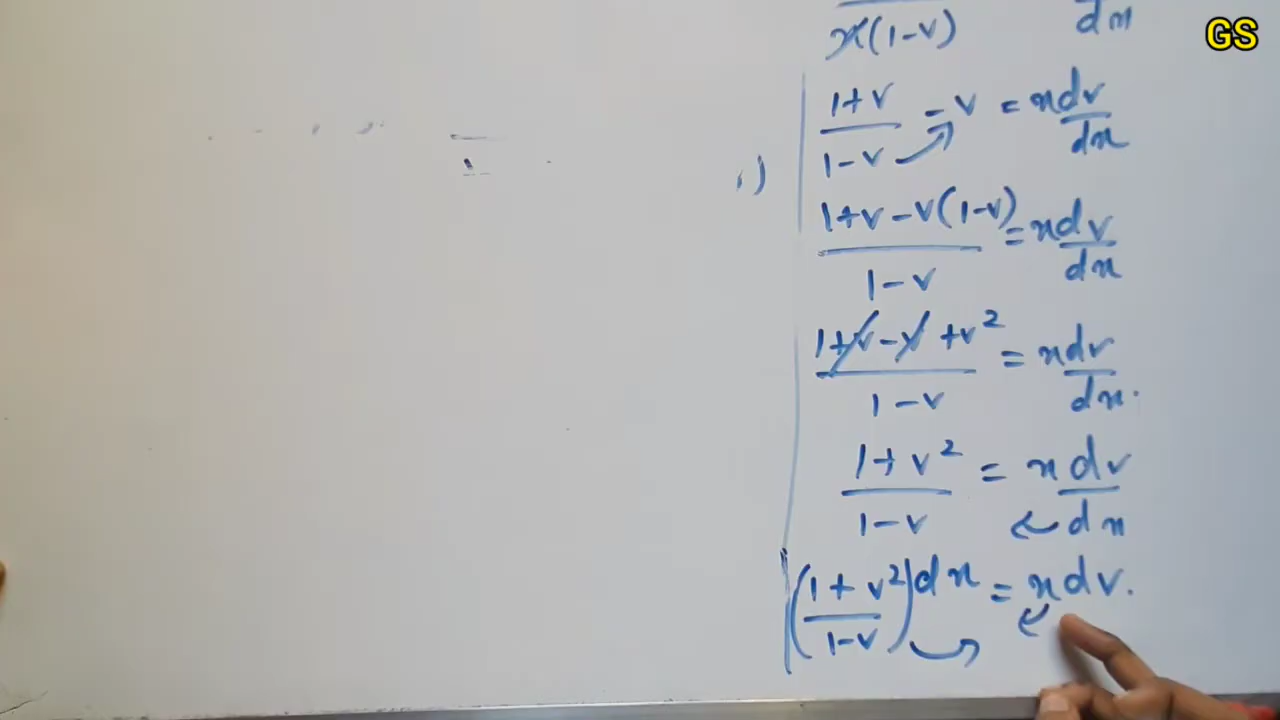 GS
x(1-v) dx
1+v/1-v - v = x dv/dx
1+v-v(1-v)/1-v = x dv/dx
1+v-v+v²/1-v = x dv/dx.
1+v²/1-v = x dv/dx
(1+v²/1-v) dx = x dv.